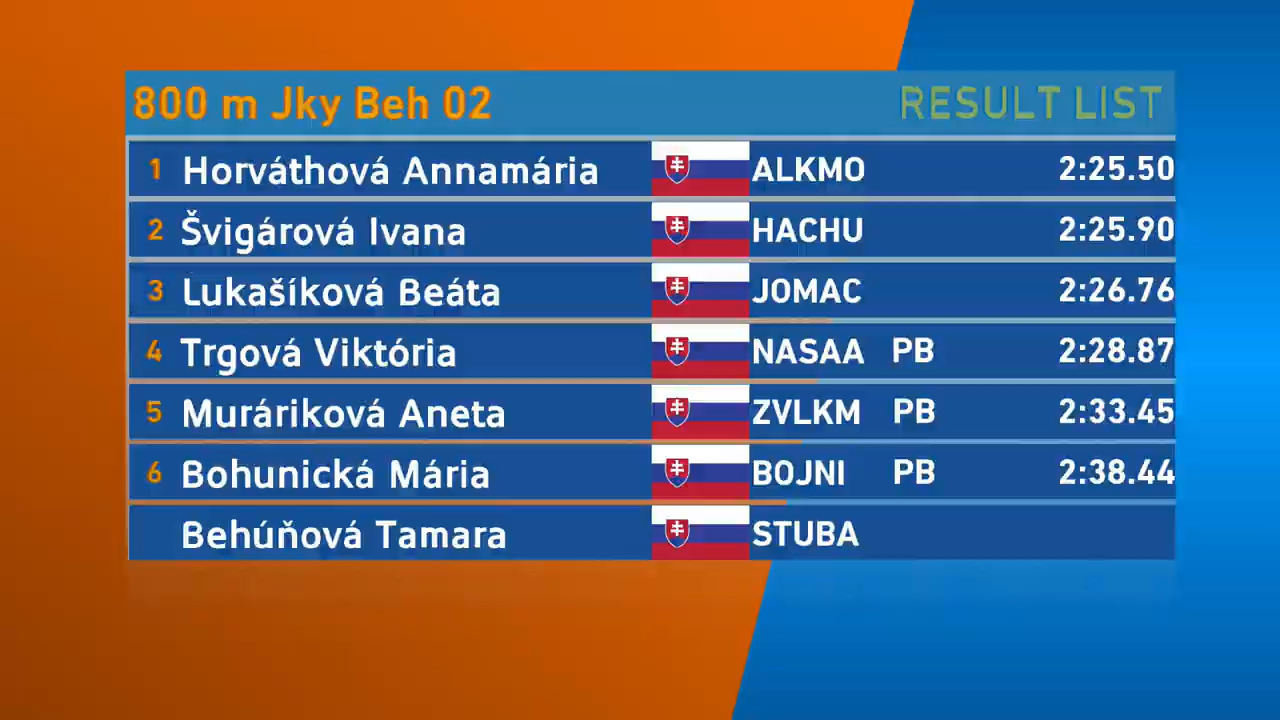 800 m Jky Beh 02 RESULT LIST
1 Horváthová Annamária ALKMO 2:25.50
2 Švigárová Ivana HACHU 2:25.90
3 Lukašíková Beáta JOMAC 2:26.76
4 Trgová Viktória NASAA PB 2:28.87
5 Muráriková Aneta ZVLKM PB 2:33.45
6 Bohunická Mária BOJNI PB 2:38.44
Behúňová Tamara STUBA